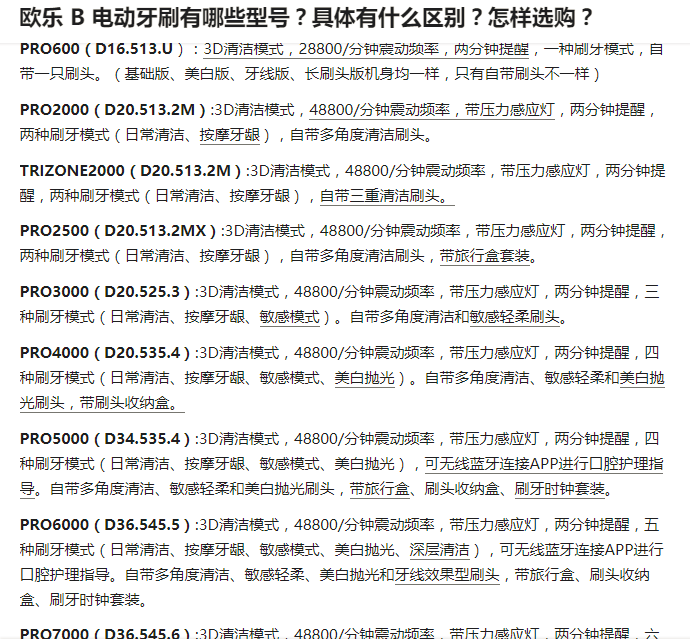 欧乐 B 电动牙刷有哪些型号？具体有什么区别？怎样选购？
PRO600（D16.513.U）:3D清洁模式，28800/分钟震动频率，两分钟提醒，一种刷牙模式，自
带一只刷头。（基础版、美白版、牙线版、长刷头版机身均一样，只有自带刷头不一样）
PRO2000（D20.513.2M）:3D清洁模式，48800/分钟震动频率，带压力感应灯，两分钟提醒，
两种刷牙模式（日常清洁、按摩牙龈），自带多角度清洁刷头。
TRIZONE2000（D20.513.2M）:3D清洁模式，48800/分钟震动频率，带压力感应灯，两分钟提
醒，两种刷牙模式（日常清洁、按摩牙龈），自带三重清洁刷头。
PRO2500（D20.513.2MX）:3D清洁模式，48800/分钟震动频率，带压力感应灯，两分钟提醒，
两种刷牙模式（日常清洁、按摩牙龈），自带多角度清洁刷头，带旅行盒套装。
PRO3000（D20.525.3）:3D清洁模式，48800/分钟震动频率，带压力感应灯，两分钟提醒，三
种刷牙模式（日常清洁、按摩牙龈、敏感模式）。自带多角度清洁和敏感轻柔刷头。
PRO4000（D20.535.4）:3D清洁模式，48800/分钟震动频率，带压力感应灯，两分钟提醒，四
种刷牙模式（日常清洁、按摩牙龈、敏感模式、美白抛光）。自带多角度清洁、敏感轻柔和美白抛
光刷头，带刷头收纳盒。
PRO5000（D34.535.4）:3D清洁模式，48800/分钟震动频率，带压力感应灯，两分钟提醒，四
种刷牙模式（日常清洁、按摩牙龈、敏感模式、美白抛光），可无线蓝牙连接APP进行口腔护理指
导。自带多角度清洁、敏感轻柔和美白抛光刷头，带旅行盒、刷头收纳盒、刷牙时钟套装。
PRO6000（D36.545.5）:3D清洁模式，48800/分钟震动频率，带压力感应灯，两分钟提醒，五
种刷牙模式（日常清洁、按摩牙龈、敏感模式、美白抛光、深层清洁），可无线蓝牙连接APP进行
口腔护理指导。自带多角度清洁、敏感轻柔、美白抛光和牙线效果型刷头，带旅行盒、刷头收纳
盒、刷牙时钟套装。
PRO7000（D36.545.6）:3D清洁模式，48800/分钟震动频率，带压力感应灯，两分钟提醒，六